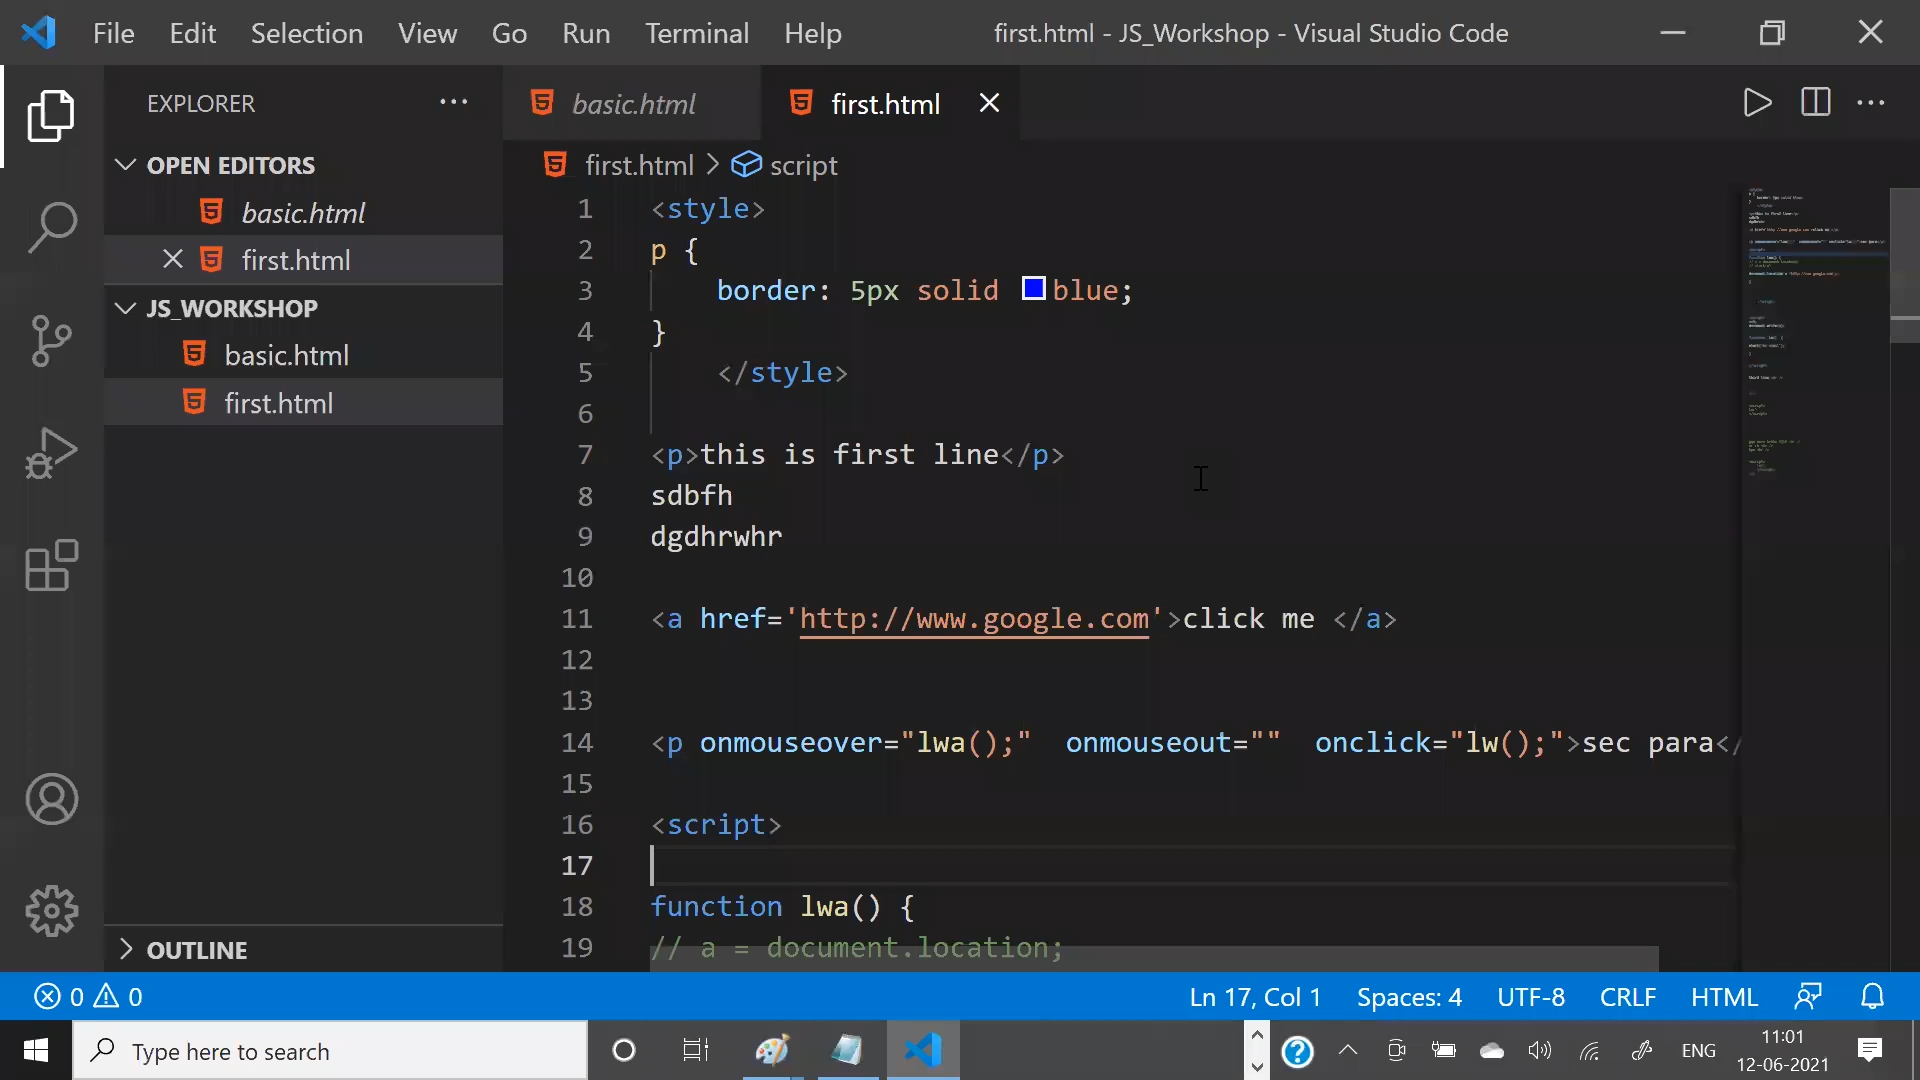 File Edit Selection View Go Run Terminal Help first.html - JS_Workshop - Visual Studio Code
EXPLORER
OPEN EDITORS
basic.html
first.html
JS_WORKSHOP
basic.html
first.html
OUTLINE
basic.html first.html
first.html > script
1 <style>
2 p {
3 border: 5px solid blue;
4 }
5 </style>
6
7 <p>this is first line</p>
8 sdbfh
9 dgdhrwhr
10
11 <a href='http://www.google.com'>click me </a>
12
13
14 <p onmouseover="lwa();" onmouseout="" onclick="lw();">sec para</
15
16 <script>
17
18 function lwa() {
19 // a = document.location;
0 0 Ln 17, Col 1 Spaces: 4 UTF-8 CRLF HTML
Type here to search ENG 11:01
12-06-2021